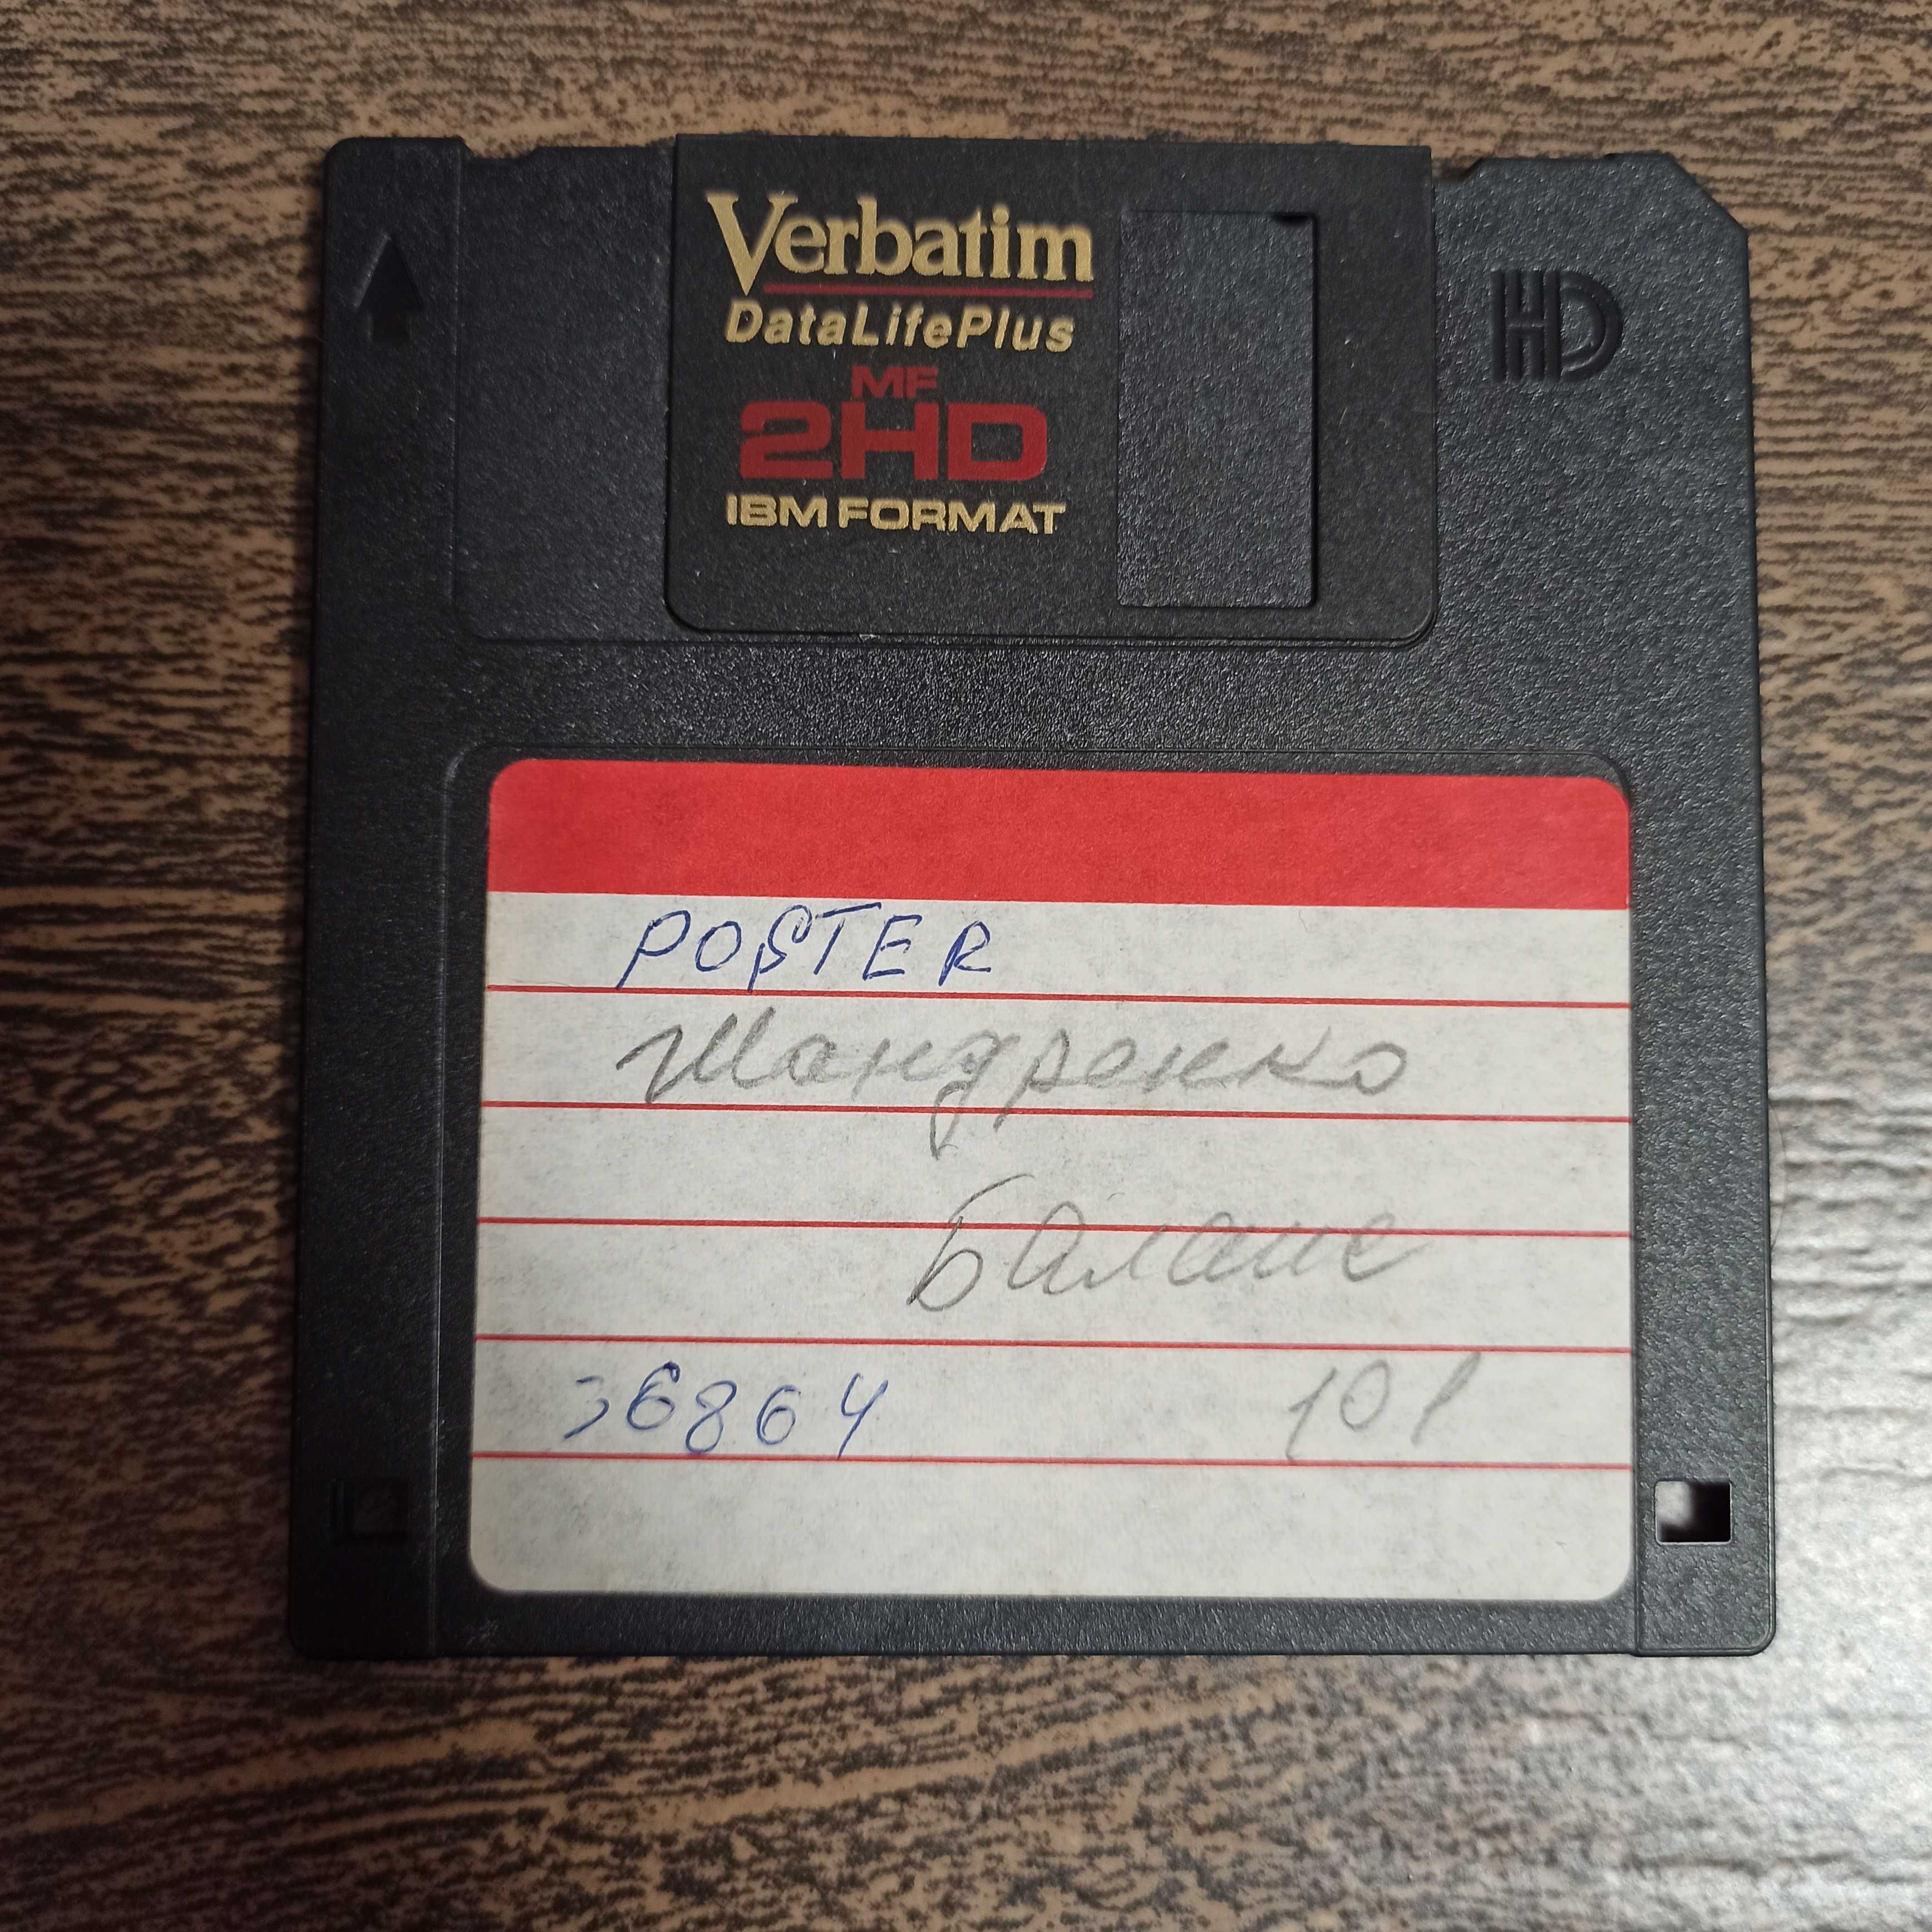 Verbatim
DataLifePlus
MF
2HD
IBM FORMAT
HD
POSTER
Шандренко
Баланс
36864
101